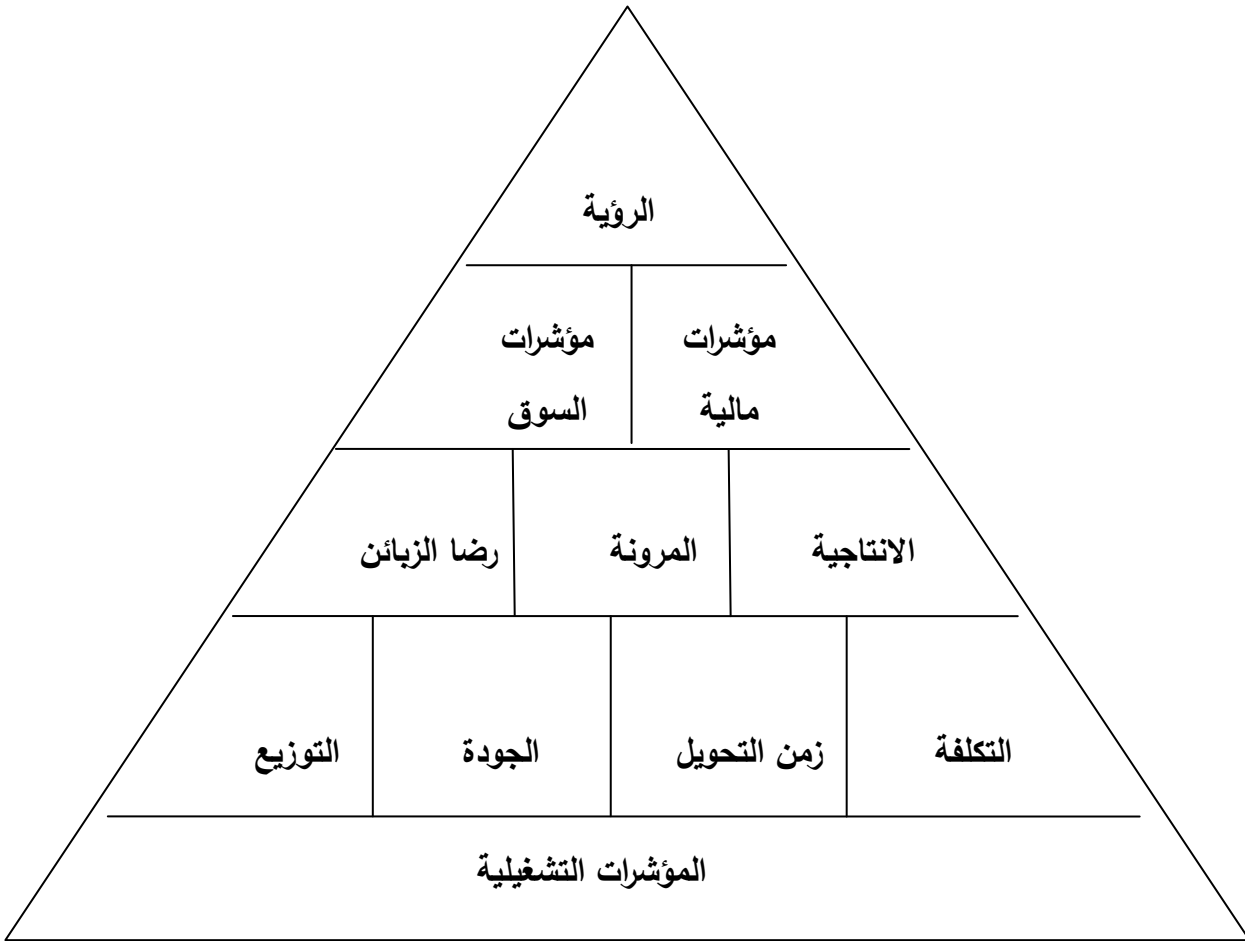 الرؤية
مؤشرات
مالية
مؤشرات
السوق
الانتاجية
المرونة
رضا الزبائن
التكلفة
زمن التحويل
الجودة
التوزيع
المؤشرات التشغيلية